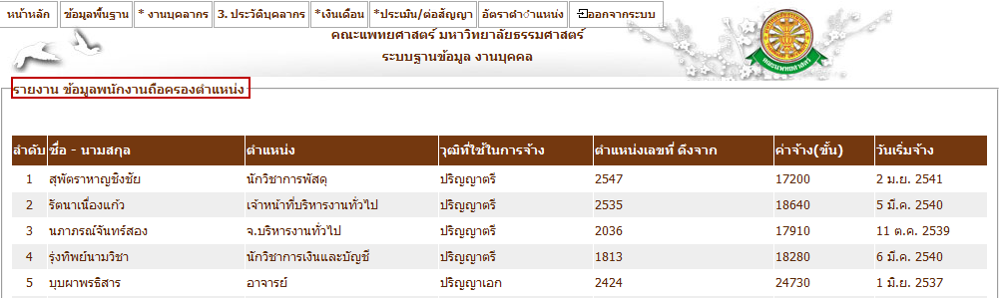 หน้าหลัก ข้อมูลพื้นฐาน * งานบุคลากร 3. ประวัติบุคลากร *เงินเดือน *ประเมิน/ต่อสัญญา อัตราตำแหน่ง ออกจากระบบ
คณะแพทยศาสตร์ มหาวิทยาลัยธรรมศาสตร์
ระบบฐานข้อมูล งานบุคคล
คณะแพทยศาสตร์
รายงาน ข้อมูลพนักงานถือครองตำแหน่ง
ลำดับ ชื่อ - นามสกุล ตำแหน่ง วุฒิที่ใช้ในการจ้าง ตำแหน่งเลขที่ ดึงจาก ค่าจ้าง(ขั้น) วันเริ่มจ้าง
1 สุพัตราหาญชิงชัย นักวิชาการพัสดุ ปริญญาตรี 2547 17200 2 ม.ย. 2541
2 รัตนาเนื่องแก้ว เจ้าหน้าที่บริหารงานทั่วไป ปริญญาตรี 2535 18640 5 มี.ค. 2540
3 นภาภรณ์จันทร์สอง จ.บริหารงานทั่วไป ปริญญาตรี 2036 17910 11 ต.ค. 2539
4 รุ่งทิพย์นามวิชา นักวิชาการเงินและบัญชี ปริญญาตรี 1813 18280 6 มี.ค. 2540
5 บุบผาพรธิสาร อาจารย์ ปริญญาเอก 2424 24730 1 มิ.ย. 2537